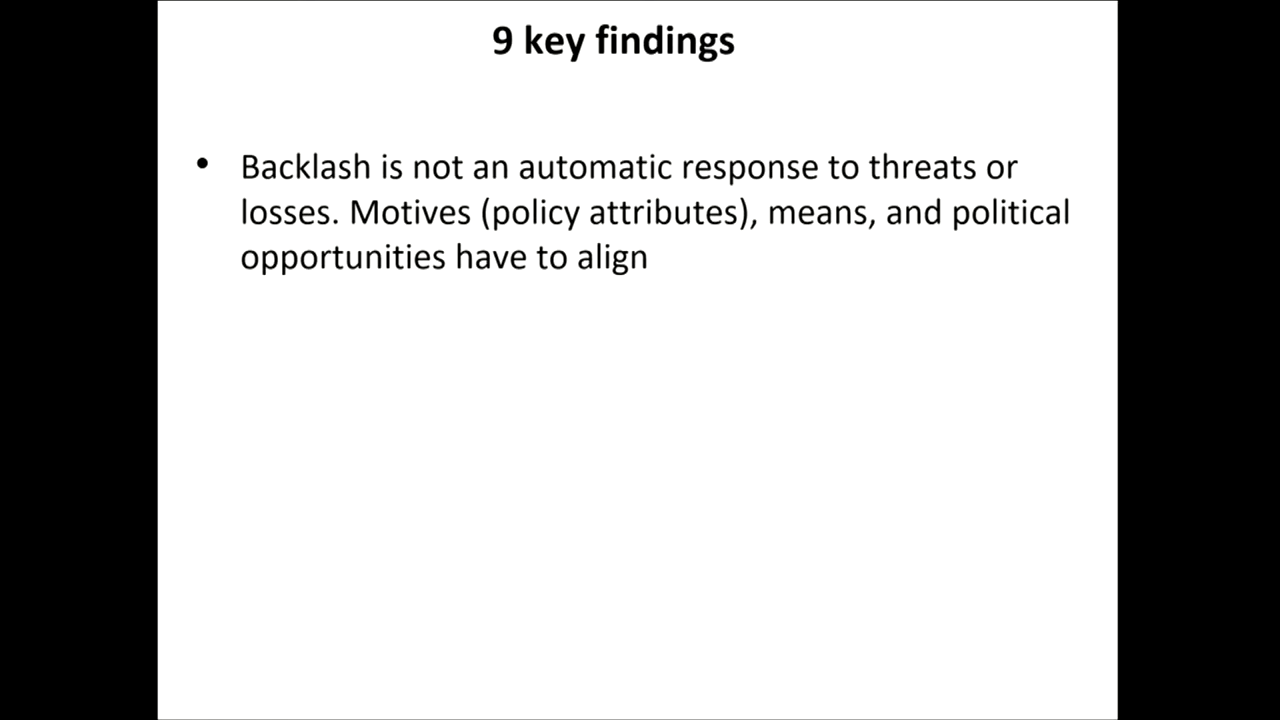 9 key findings
• Backlash is not an automatic response to threats or
losses. Motives (policy attributes), means, and political
opportunities have to align